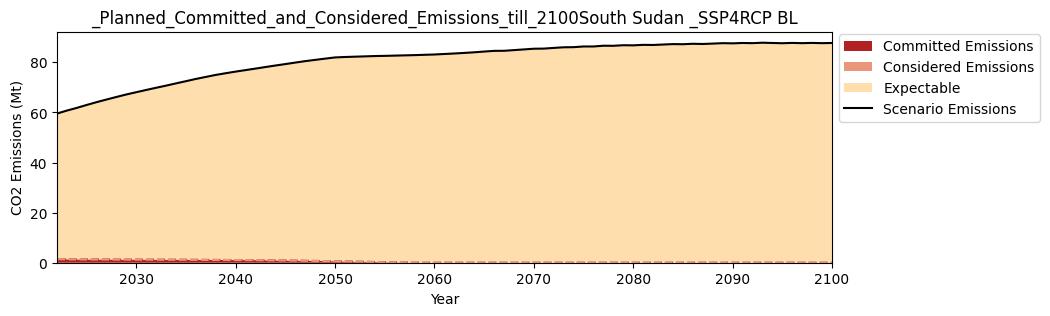 _Planned_Committed_and_Considered_Emissions_till_2100South Sudan _SSP4RCP BL
Committed Emissions
Considered Emissions
Expectable
Scenario Emissions
CO2 Emissions (Mt)
80
60
40
20
0
2030 2040 2050 2060 2070 2080 2090 2100
Year